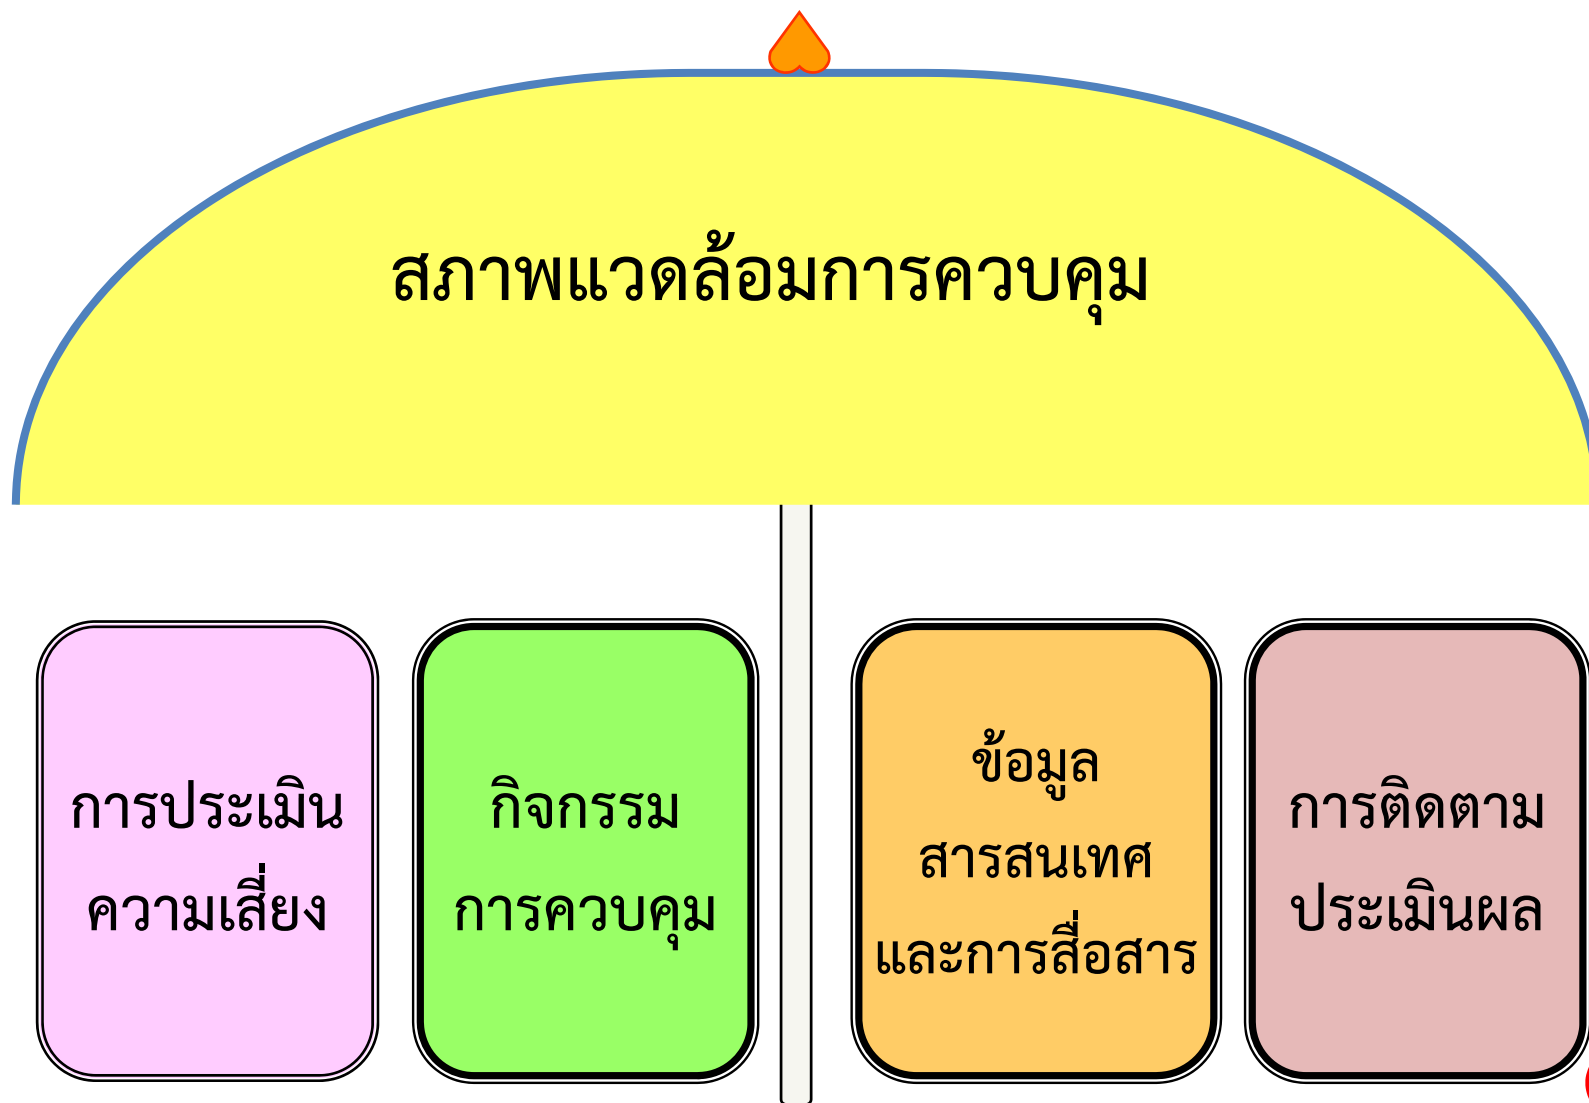 สภาพแวดล้อมการควบคุม
การประเมิน
ความเสี่ยง
กิจกรรม
การควบคุม
ข้อมูล
สารสนเทศ
และการสื่อสาร
การติดตาม
ประเมินผล